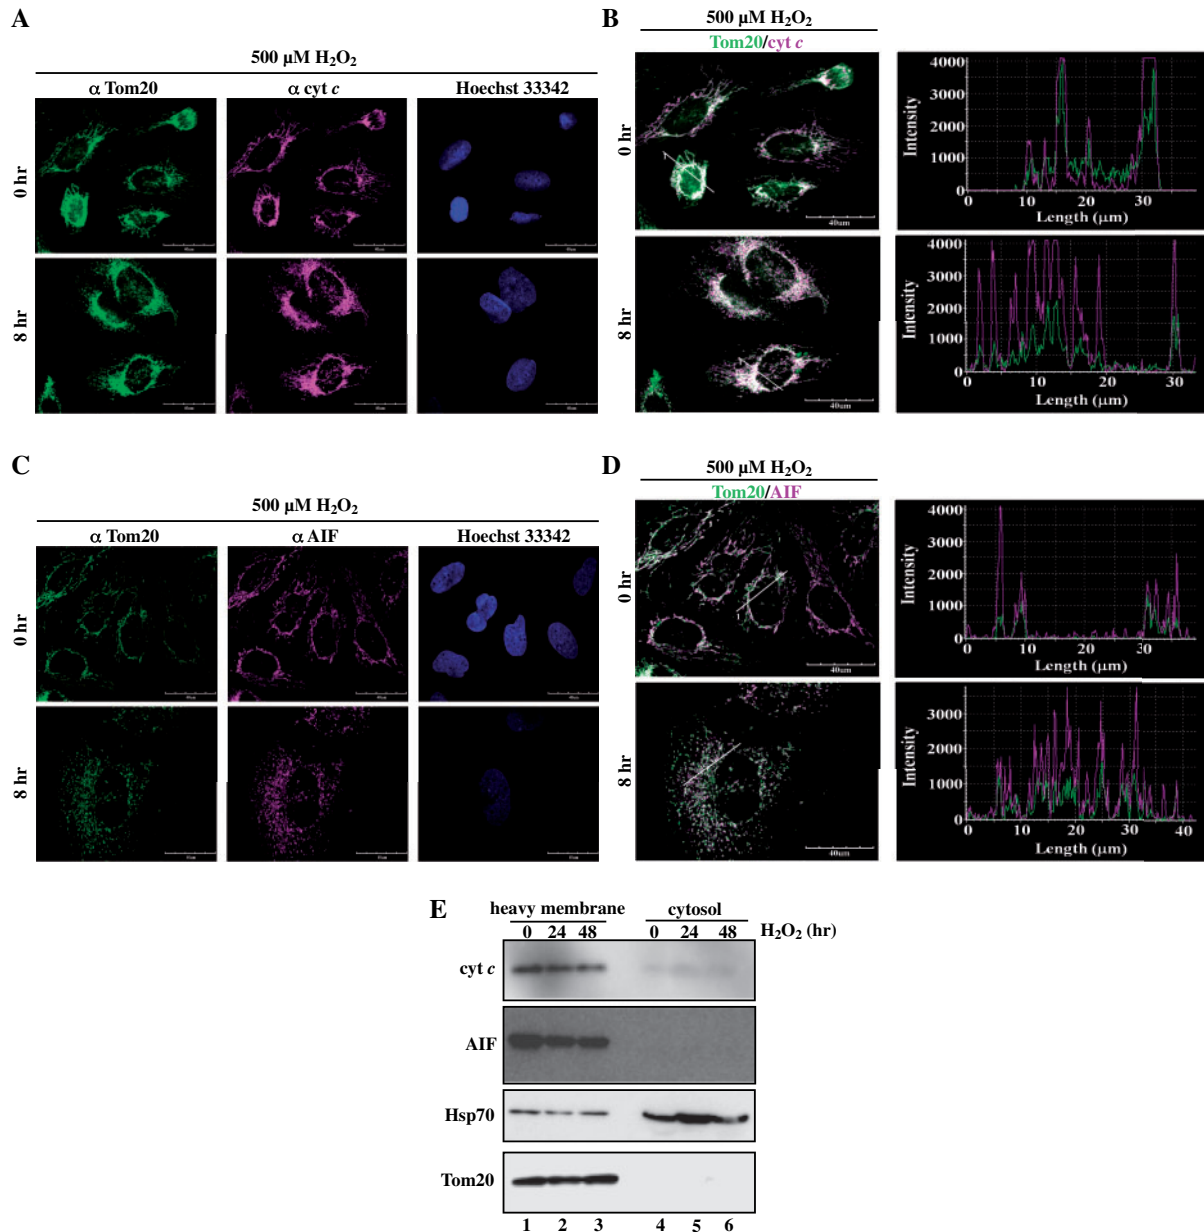 A
500 µM H₂O₂
α Tom20 α cyt c Hoechst 33342
0 hr
8 hr
B
500 µM H₂O₂
Tom20/cyt c
0 hr
40um
8 hr
40um
4000
3000
2000
1000
0
Intensity
0 10 20 30
Length (µm)
4000
3000
2000
1000
0
Intensity
0 10 20 30
Length (µm)
C
500 µM H₂O₂
α Tom20 α AIF Hoechst 33342
0 hr
8 hr
D
500 µM H₂O₂
Tom20/AIF
0 hr
1
40um
8 hr
40um
4000
3000
2000
1000
0
Intensity
0 10 20 30
Length (µm)
3000
2000
1000
0
Intensity
0 10 20 30 40
Length (µm)
E
heavy membrane cytosol
0 24 48 0 24 48 H₂O₂ (hr)
cyt c
AIF
Hsp70
Tom20
1 2 3 4 5 6